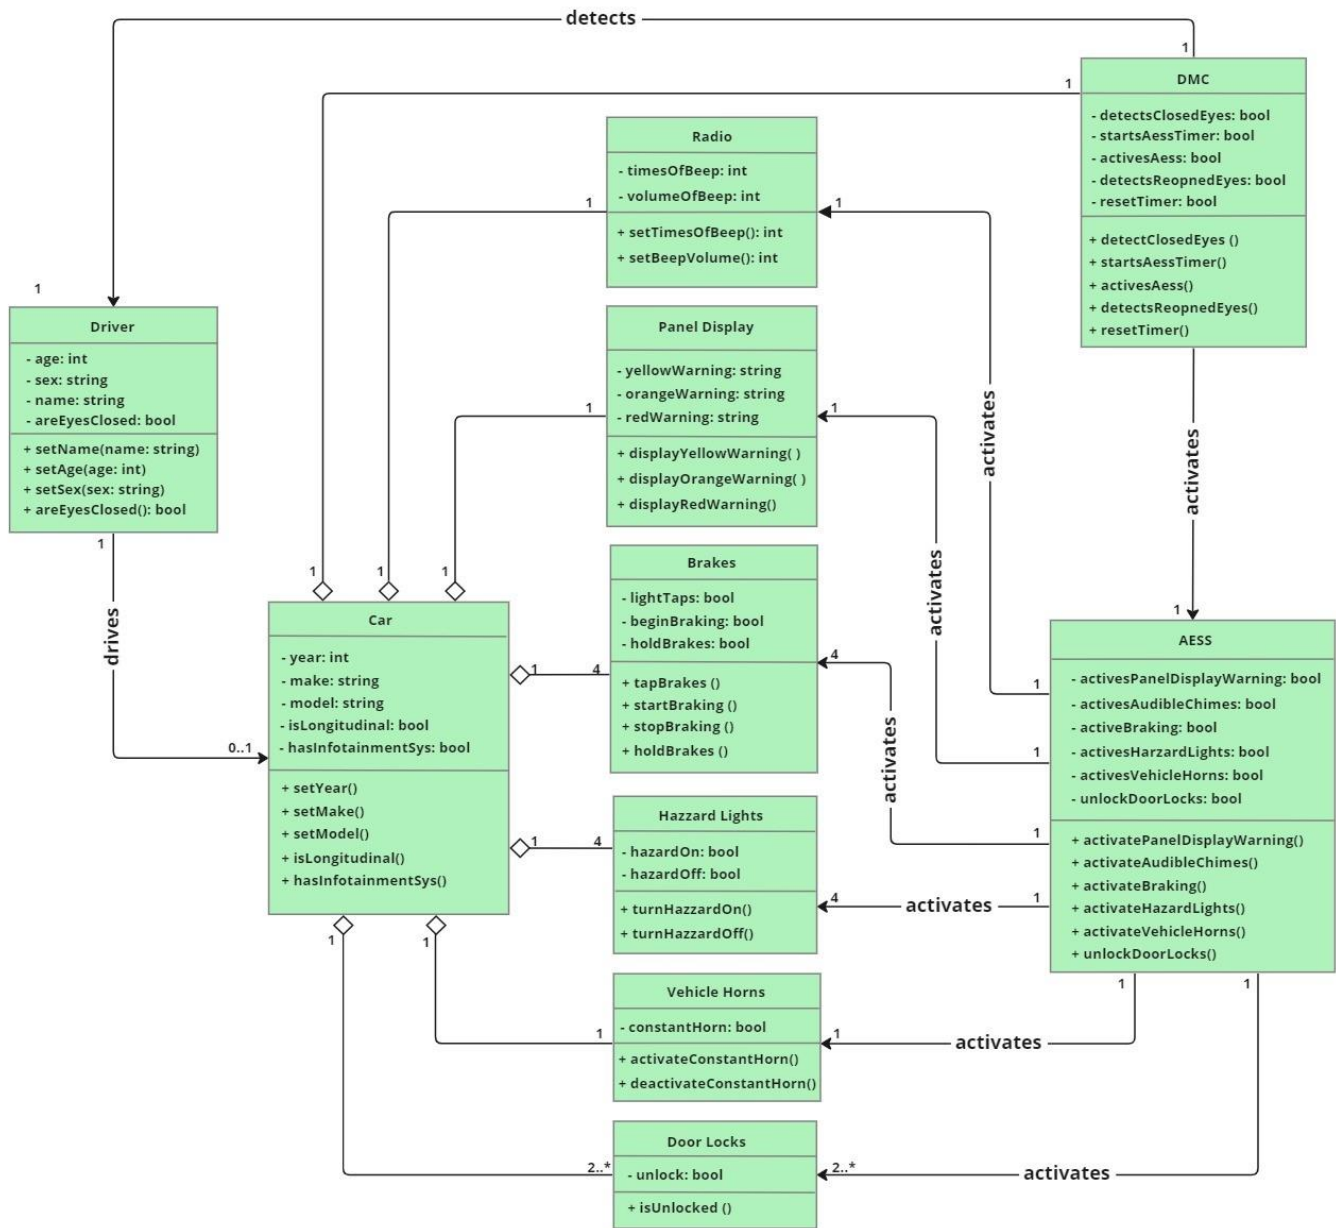 detects
1
DMC
- detectsClosedEyes: bool
- startsAessTimer: bool
- activesAess: bool
- detectsReopnedEyes: bool
- resetTimer: bool
+ detectClosedEyes ()
+ startsAessTimer()
+ activesAess()
+ detectsReopnedEyes()
+ resetTimer()
1
Radio
- timesOfBeep: int
- volumeOfBeep: int
+ setTimesOfBeep(): int
+ setBeepVolume(): int
1
1
1
Driver
- age: int
- sex: string
- name: string
- areEyesClosed: bool
+ setName(name: string)
+ setAge(age: int)
+ setSex(sex: string)
+ areEyesClosed(): bool
1
drives
0..1
Panel Display
- yellowWarning: string
- orangeWarning: string
- redWarning: string
+ displayYellowWarning( )
+ displayOrangeWarning( )
+ displayRedWarning()
1
1
activates
activates
activates
activates
1
1
1
Car
- year: int
- make: string
- model: string
- isLongitudinal: bool
- hasInfotainmentSys: bool
+ setYear()
+ setMake()
+ setModel()
+ isLongitudinal()
+ hasInfotainmentSys()
1
4
Brakes
- lightTaps: bool
- beginBraking: bool
- holdBrakes: bool
+ tapBrakes ()
+ startBraking ()
+ stopBraking ()
+ holdBrakes ()
4
1
AESS
- activesPanelDisplayWarning: bool
- activesAudibleChimes: bool
- activeBraking: bool
- activesHarzardLights: bool
- activesVehicleHorns: bool
- unlockDoorLocks: bool
+ activatePanelDisplayWarning()
+ activateAudibleChimes()
+ activateBraking()
+ activateHazardLights()
+ activateVehicleHorns()
+ unlockDoorLocks()
1
1
1
1
4
Hazzard Lights
- hazardOn: bool
- hazardOff: bool
+ turnHazzardOn()
+ turnHazzardOff()
4
activates
1
1
1
1
Vehicle Horns
- constantHorn: bool
+ activateConstantHorn()
+ deactivateConstantHorn()
1
activates
1
1
2..*
Door Locks
- unlock: bool
+ isUnlocked ()
2..*
activates